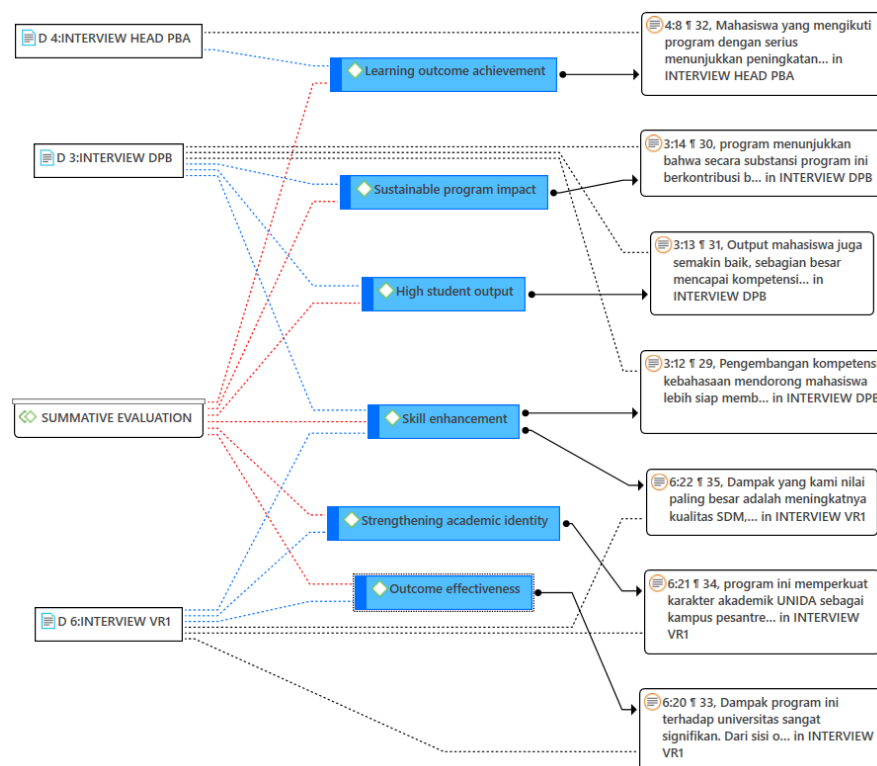 D 4:INTERVIEW HEAD PBA
4:8 ¶ 32, Mahasiswa yang mengikuti
program dengan serius
menunjukkan peningkatan... in
INTERVIEW HEAD PBA
Learning outcome achievement
D 3:INTERVIEW DPB
3:14 ¶ 30, program menunjukkan
bahwa secara substansi program ini
berkontribusi b... in INTERVIEW DPB
Sustainable program impact
3:13 ¶ 31, Output mahasiswa juga
semakin baik, sebagian besar
mencapai kompetensi... in
INTERVIEW DPB
High student output
3:12 ¶ 29, Pengembangan kompetensi
kebahasaan mendorong mahasiswa
lebih siap memb... in INTERVIEW DPB
SUMMATIVE EVALUATION
Skill enhancement
6:22 ¶ 35, Dampak yang kami nilai
paling besar adalah meningkatnya
kualitas SDM,... in INTERVIEW VR1
Strengthening academic identity
6:21 ¶ 34, program ini memperkuat
karakter akademik UNIDA sebagai
kampus pesantre... in INTERVIEW
VR1
Outcome effectiveness
D 6:INTERVIEW VR1
6:20 ¶ 33, Dampak program ini
terhadap universitas sangat
signifikan. Dari sisi o... in INTERVIEW
VR1